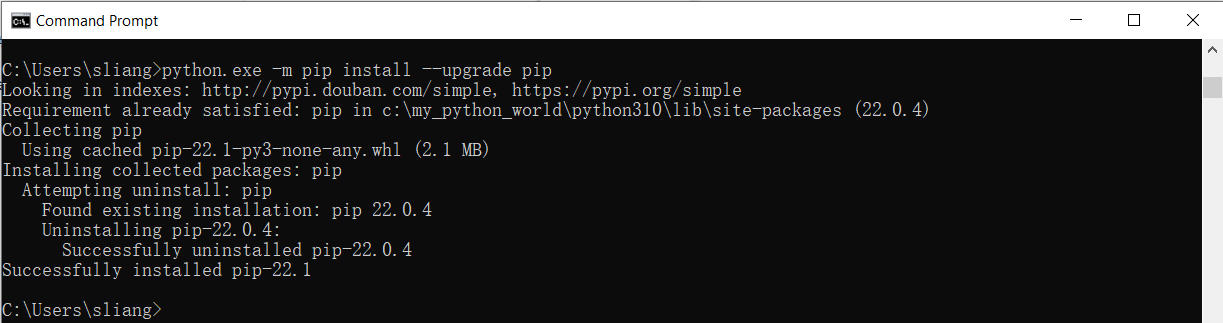 Command Prompt
C:\Users\sliang>python.exe -m pip install --upgrade pip
Looking in indexes: http://pypi.douban.com/simple, https://pypi.org/simple
Requirement already satisfied: pip in c:\my_python_world\python310\lib\site-packages (22.0.4)
Collecting pip
  Using cached pip-22.1-py3-none-any.whl (2.1 MB)
Installing collected packages: pip
  Attempting uninstall: pip
    Found existing installation: pip 22.0.4
    Uninstalling pip-22.0.4:
      Successfully uninstalled pip-22.0.4
Successfully installed pip-22.1
C:\Users\sliang>